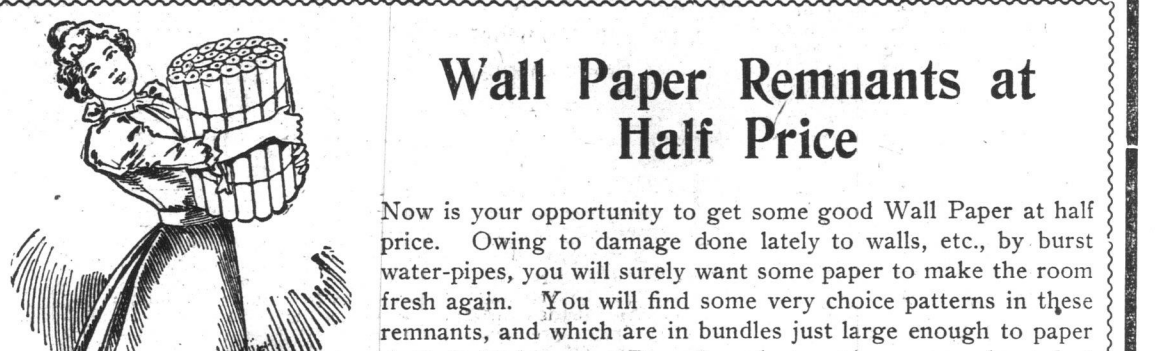 Wall Paper Remnants at
Half Price
Now is your opportunity to get some good Wall Paper at half
price. Owing to damage done lately to walls, etc., by burst
water-pipes, you will surely want some paper to make the room
fresh again. You will find some very choice patterns in these
remnants, and which are in bundles just large enough to paper